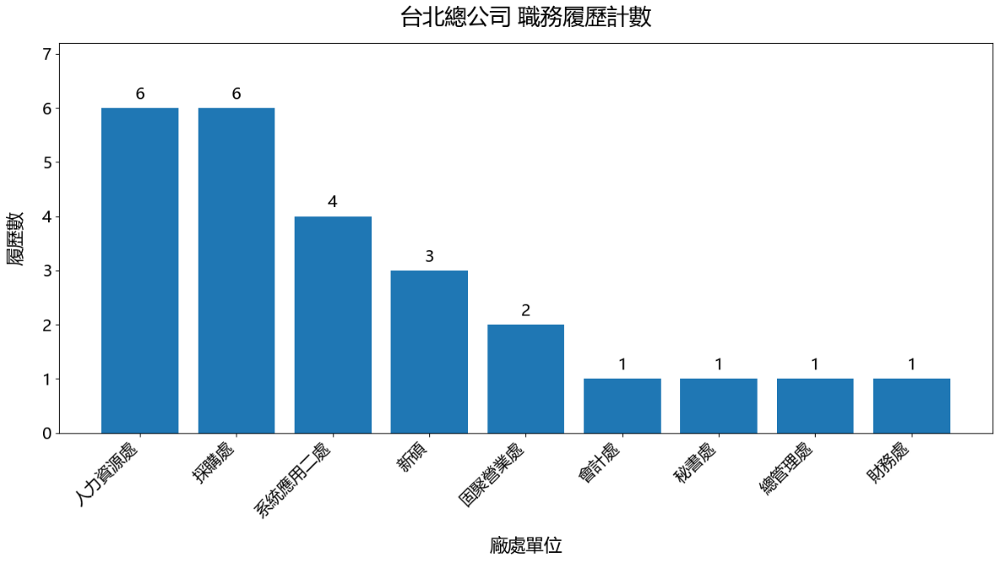 台北總公司 職務履歷計數
履歷數
7
6
5
4
3
2
1
0
6
6
4
3
2
1
1
1
1
人力資源處
採購處
系統應用二處
新碩
固聚營業處
會計處
秘書處
總管理處
財務處
廠處單位